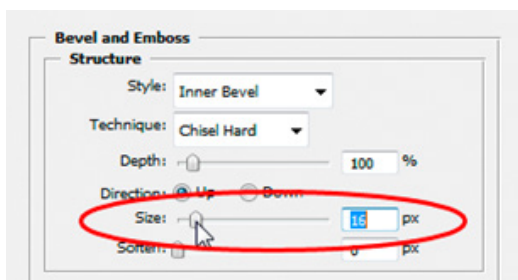 Bevel and Emboss
Structure
Style: Inner Bevel
Technique: Chisel Hard
Depth: 100 %
Direction: Up Down
Size: 16 px
Soften: 0 px